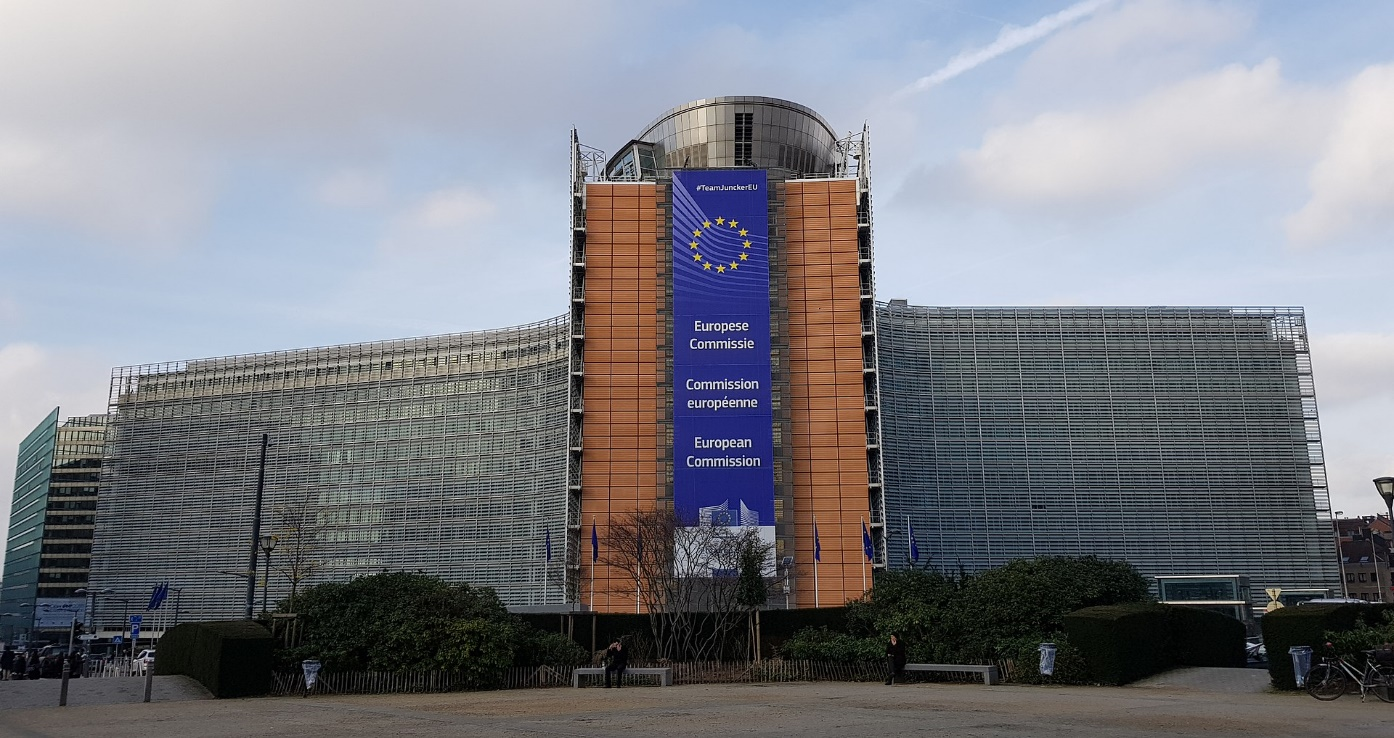 #TeamJunckerEU
Europese
Commissie
Commission
européenne
European
Commission